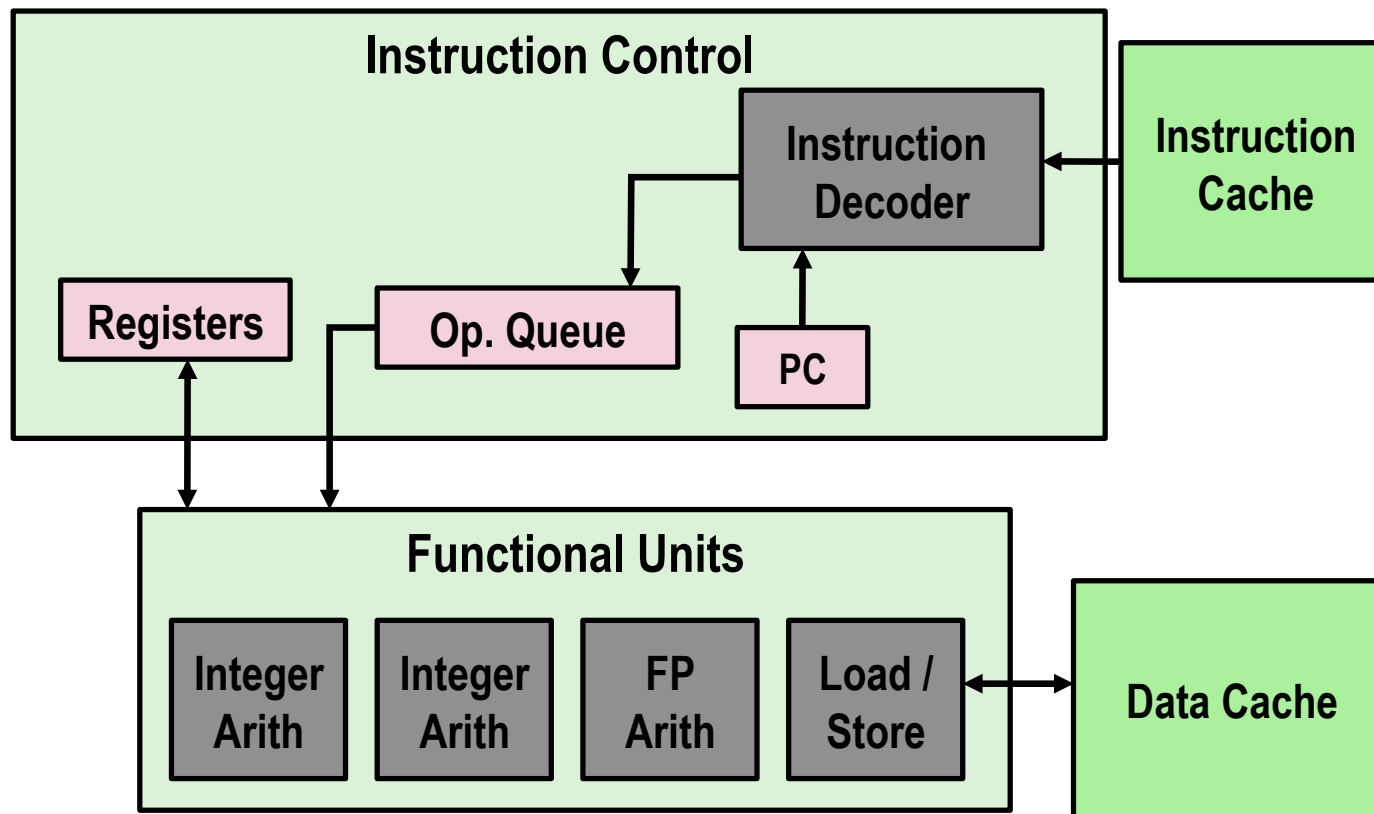 Instruction Control
Instruction
Decoder
Instruction
Cache
Registers
Op. Queue
PC
Functional Units
Integer
Arith
Integer
Arith
FP
Arith
Load /
Store
Data Cache